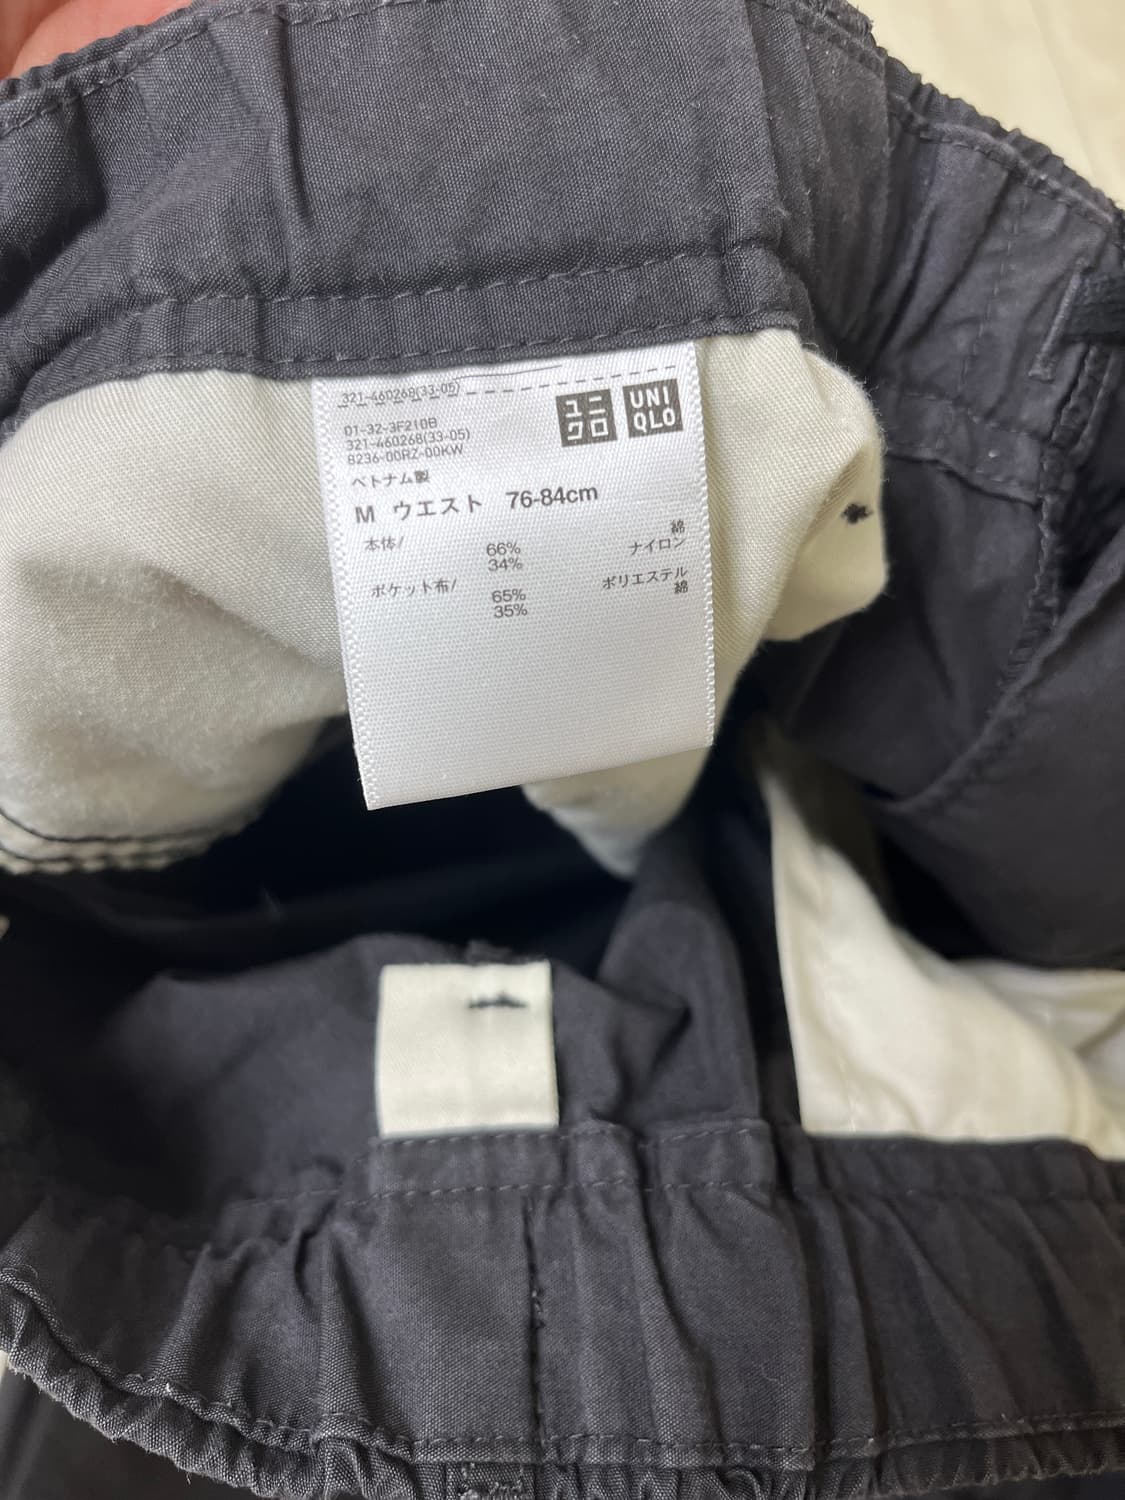 321-460268(33-05)
01-32-3F210B
321-460268(33-05)
8236-00RZ-00KW
ユニクロ
UNIQLO
ベトナム製
M ウエスト 76-84cm
本体/ 66% 綿
34% ナイロン
ポケット布/ 65% ポリエステル
35% 綿